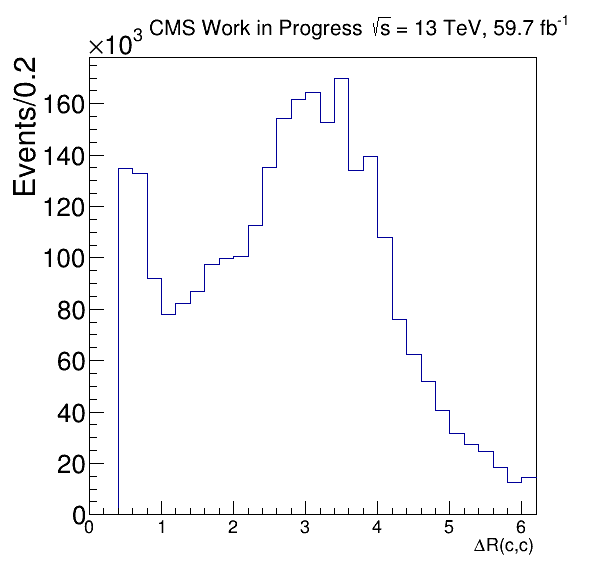 ×10³ CMS Work in Progress √s = 13 TeV, 59.7 fb⁻¹
Events/0.2
160
140
120
100
80
60
40
20
0
0 1 2 3 4 5 6
ΔR(c,c)